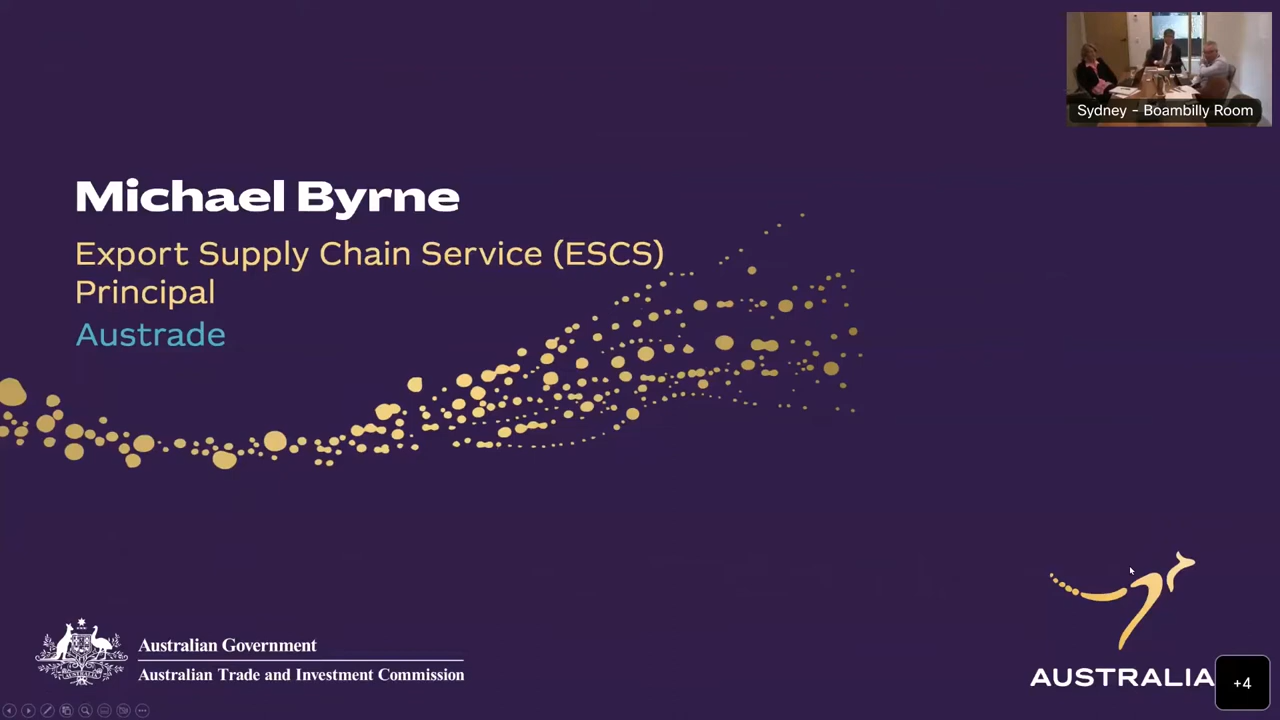 Sydney - Boambilly Room
Michael Byrne
Export Supply Chain Service (ESCS)
Principal
Austrade
Australian Government
Australian Trade and Investment Commission
AUSTRALIA
+4